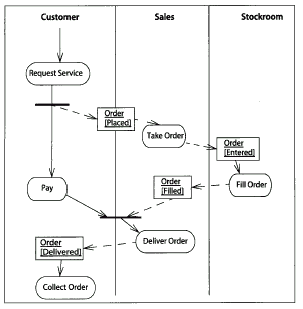 Customer Sales Stockroom
Request Service
Order
[Placed]
Take Order
Order
[Entered]
Order
[Filled]
Pay
Fill Order
Deliver Order
Order
[Delivered]
Collect Order